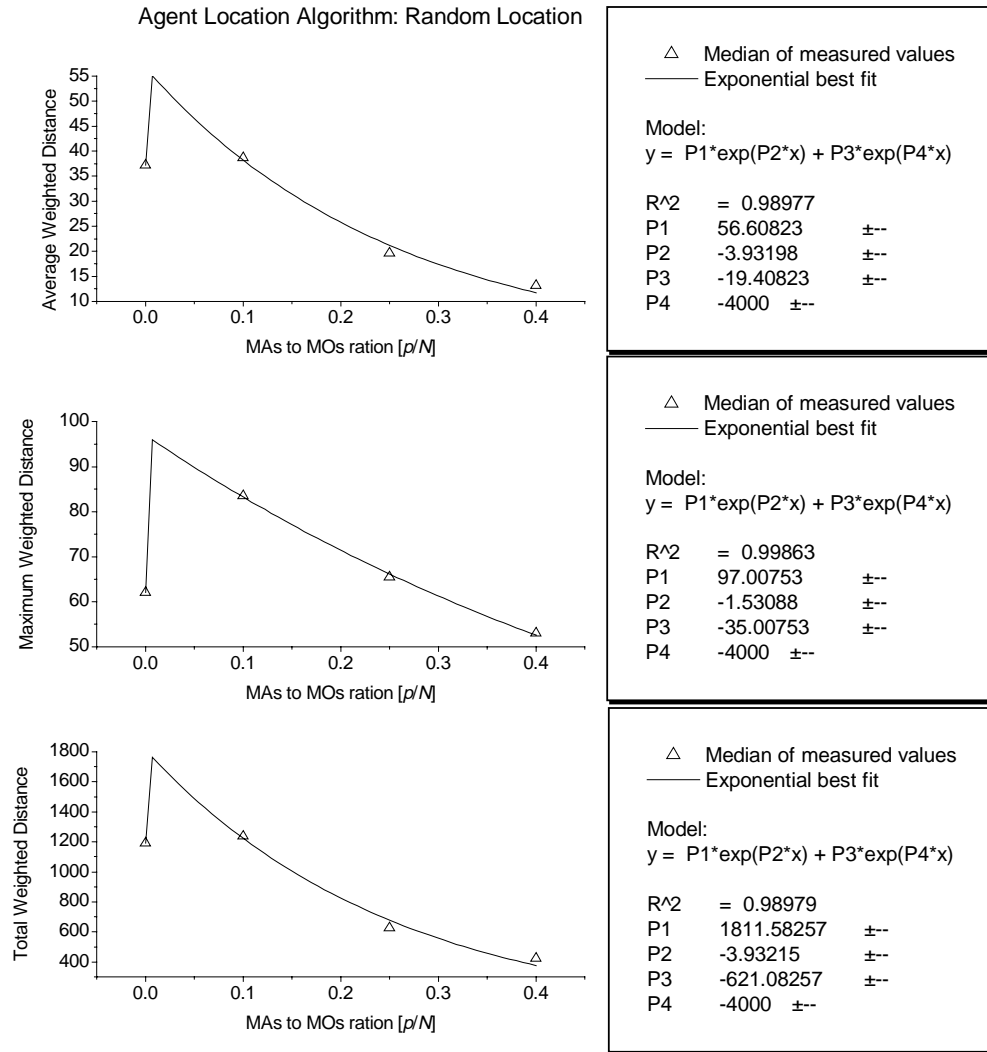 Agent Location Algorithm: Random Location
Average Weighted Distance
55
50
45
40
35
30
25
20
15
10
0.0 0.1 0.2 0.3 0.4
MAs to MOs ration [p/N]
Median of measured values
Exponential best fit
Model:
y = P1*exp(P2*x) + P3*exp(P4*x)
R^2 = 0.98977
P1 56.60823 ±--
P2 -3.93198 ±--
P3 -19.40823 ±--
P4 -4000 ±--
Maximum Weighted Distance
100
90
80
70
60
50
0.0 0.1 0.2 0.3 0.4
MAs to MOs ration [p/N]
Median of measured values
Exponential best fit
Model:
y = P1*exp(P2*x) + P3*exp(P4*x)
R^2 = 0.99863
P1 97.00753 ±--
P2 -1.53088 ±--
P3 -35.00753 ±--
P4 -4000 ±--
Total Weighted Distance
1800
1600
1400
1200
1000
800
600
400
0.0 0.1 0.2 0.3 0.4
MAs to MOs ration [p/N]
Median of measured values
Exponential best fit
Model:
y = P1*exp(P2*x) + P3*exp(P4*x)
R^2 = 0.98979
P1 1811.58257 ±--
P2 -3.93215 ±--
P3 -621.08257 ±--
P4 -4000 ±--